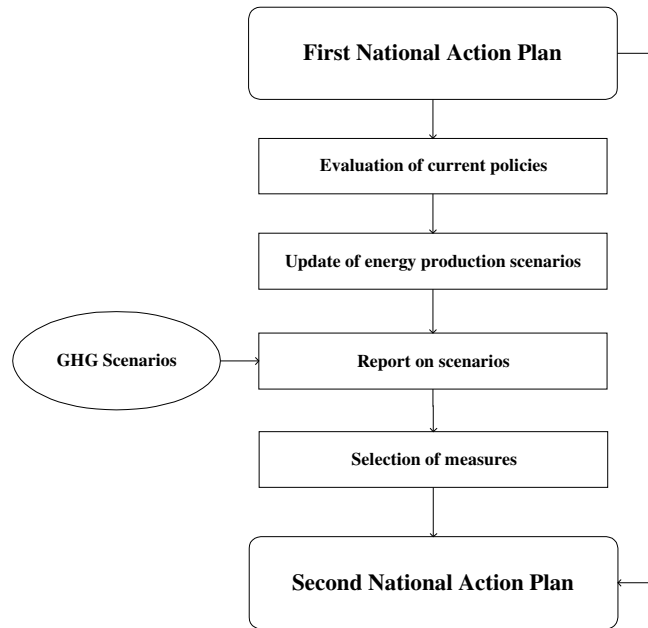 First National Action Plan
Evaluation of current policies
Update of energy production scenarios
GHG Scenarios
Report on scenarios
Selection of measures
Second National Action Plan